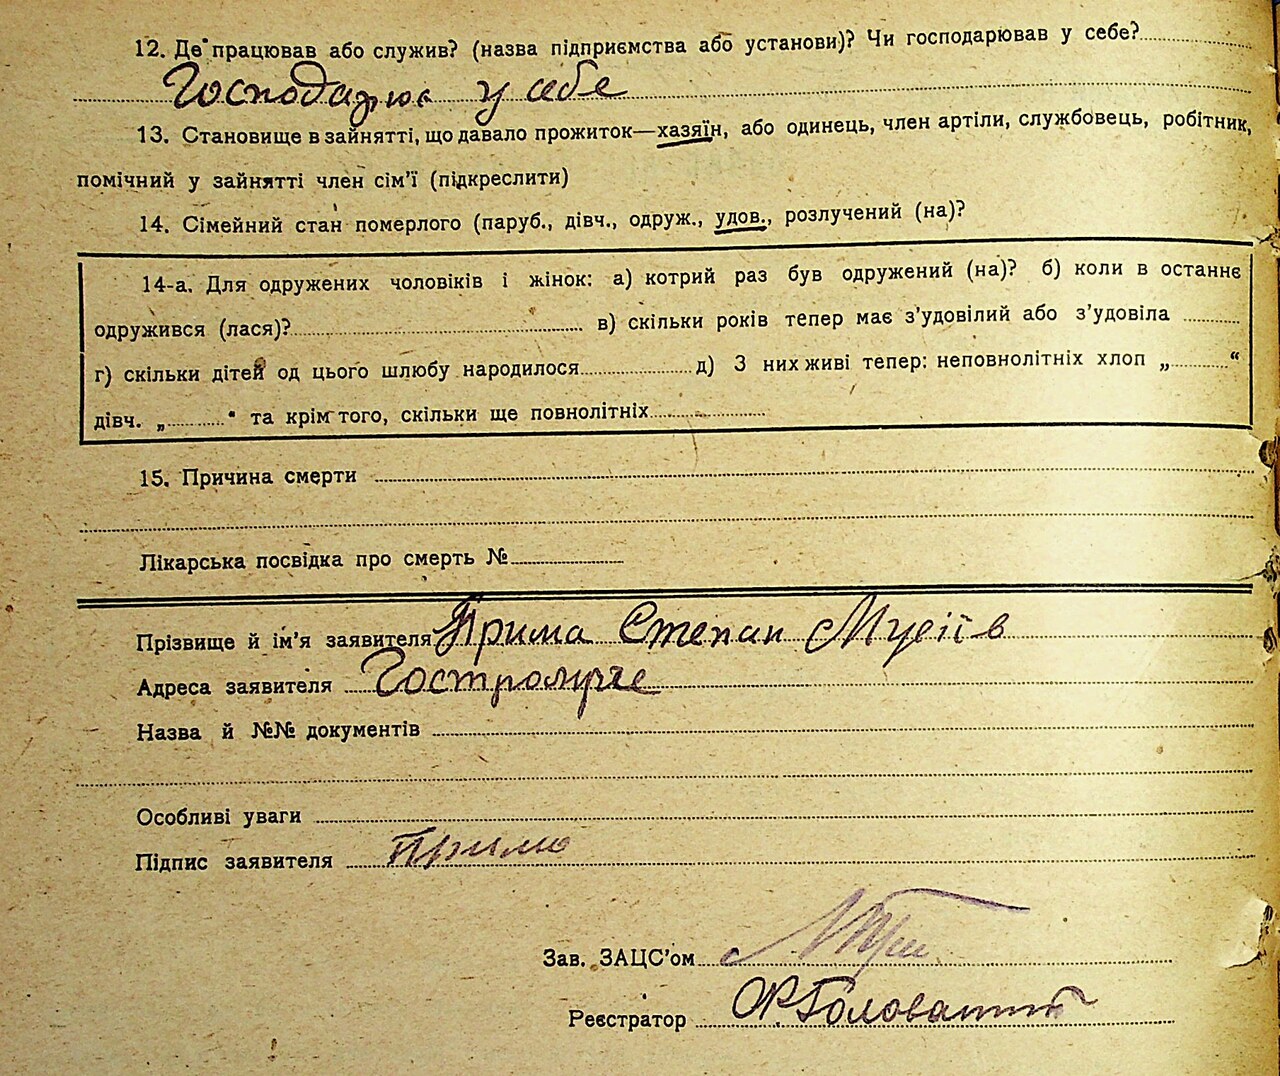 12. Де працював або служив? (назва підприємства або установи)? Чи господарював у себе?
Господарює у себе
13. Становище в зайнятті, що давало прожиток—хазяїн, або одинець, член артіли, службовець, робітник,
помічний у зайнятті член сім'ї (підкреслити)
14. Сімейний стан померлого (паруб., дівч., одруж., удов., розлучений (на)?
14-а. Для одружених чоловіків і жінок: а) котрий раз був одружений (на)? б) коли в останнє
одружився (лася)? в) скільки років тепер має з'удовілий або з'удовіла
г) скільки дітей од цього шлюбу народилося д) З них живі тепер: неповнолітніх хлоп „ “
дівч. „ “ та крім того, скільки ще повнолітніх
15. Причина смерти
Лікарська посвідка про смерть №
Прізвище й ім'я заявителя Прима Степан
Адреса заявителя
Назва й №№ документів
Особливі уваги
Підпис заявителя Прима
Зав. ЗАЦС'ом
Реєстратор